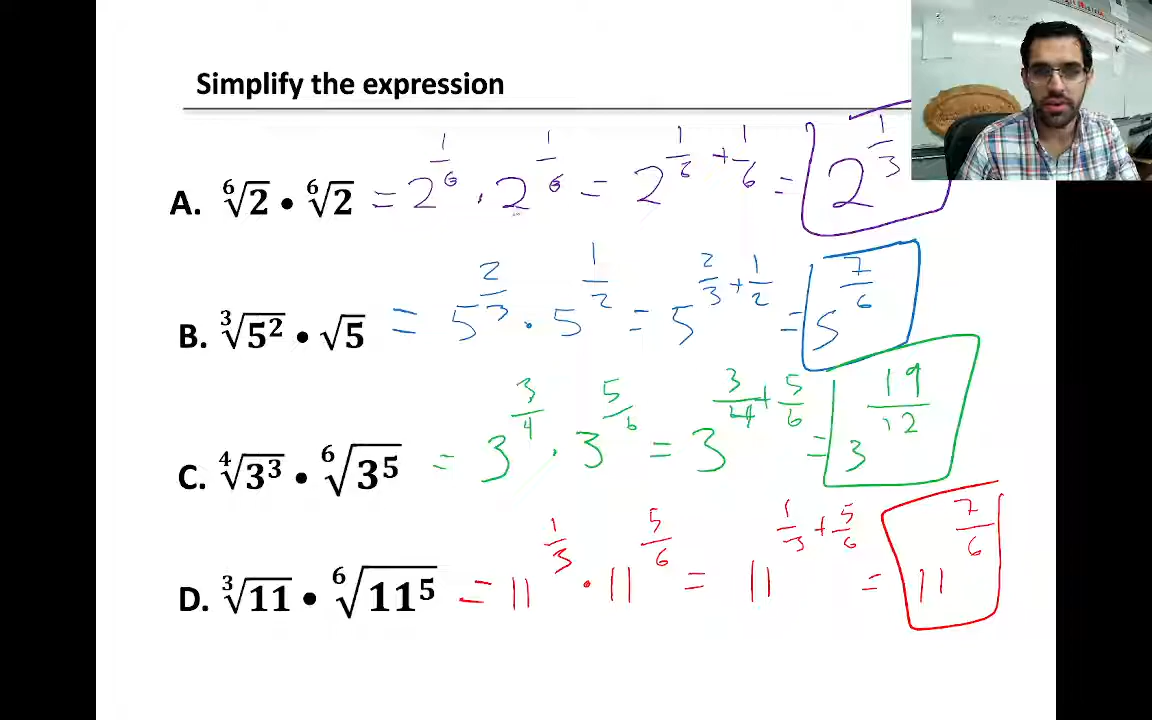 Simplify the expression
A. ⁶√2 • ⁶√2 = 2^(1/6) · 2^(1/6) = 2^(1/6 + 1/6) = 2^(1/3)
B. ³√5² • √5 = 5^(2/3) · 5^(1/2) = 5^(2/3 + 1/2) = 5^(7/6)
C. ⁴√3³ • ⁶√3⁵ = 3^(3/4) · 3^(5/6) = 3^(3/4 + 5/6) = 3^(19/12)
D. ³√11 • ⁶√11⁵ = 11^(1/3) · 11^(5/6) = 11^(1/3 + 5/6) = 11^(7/6)